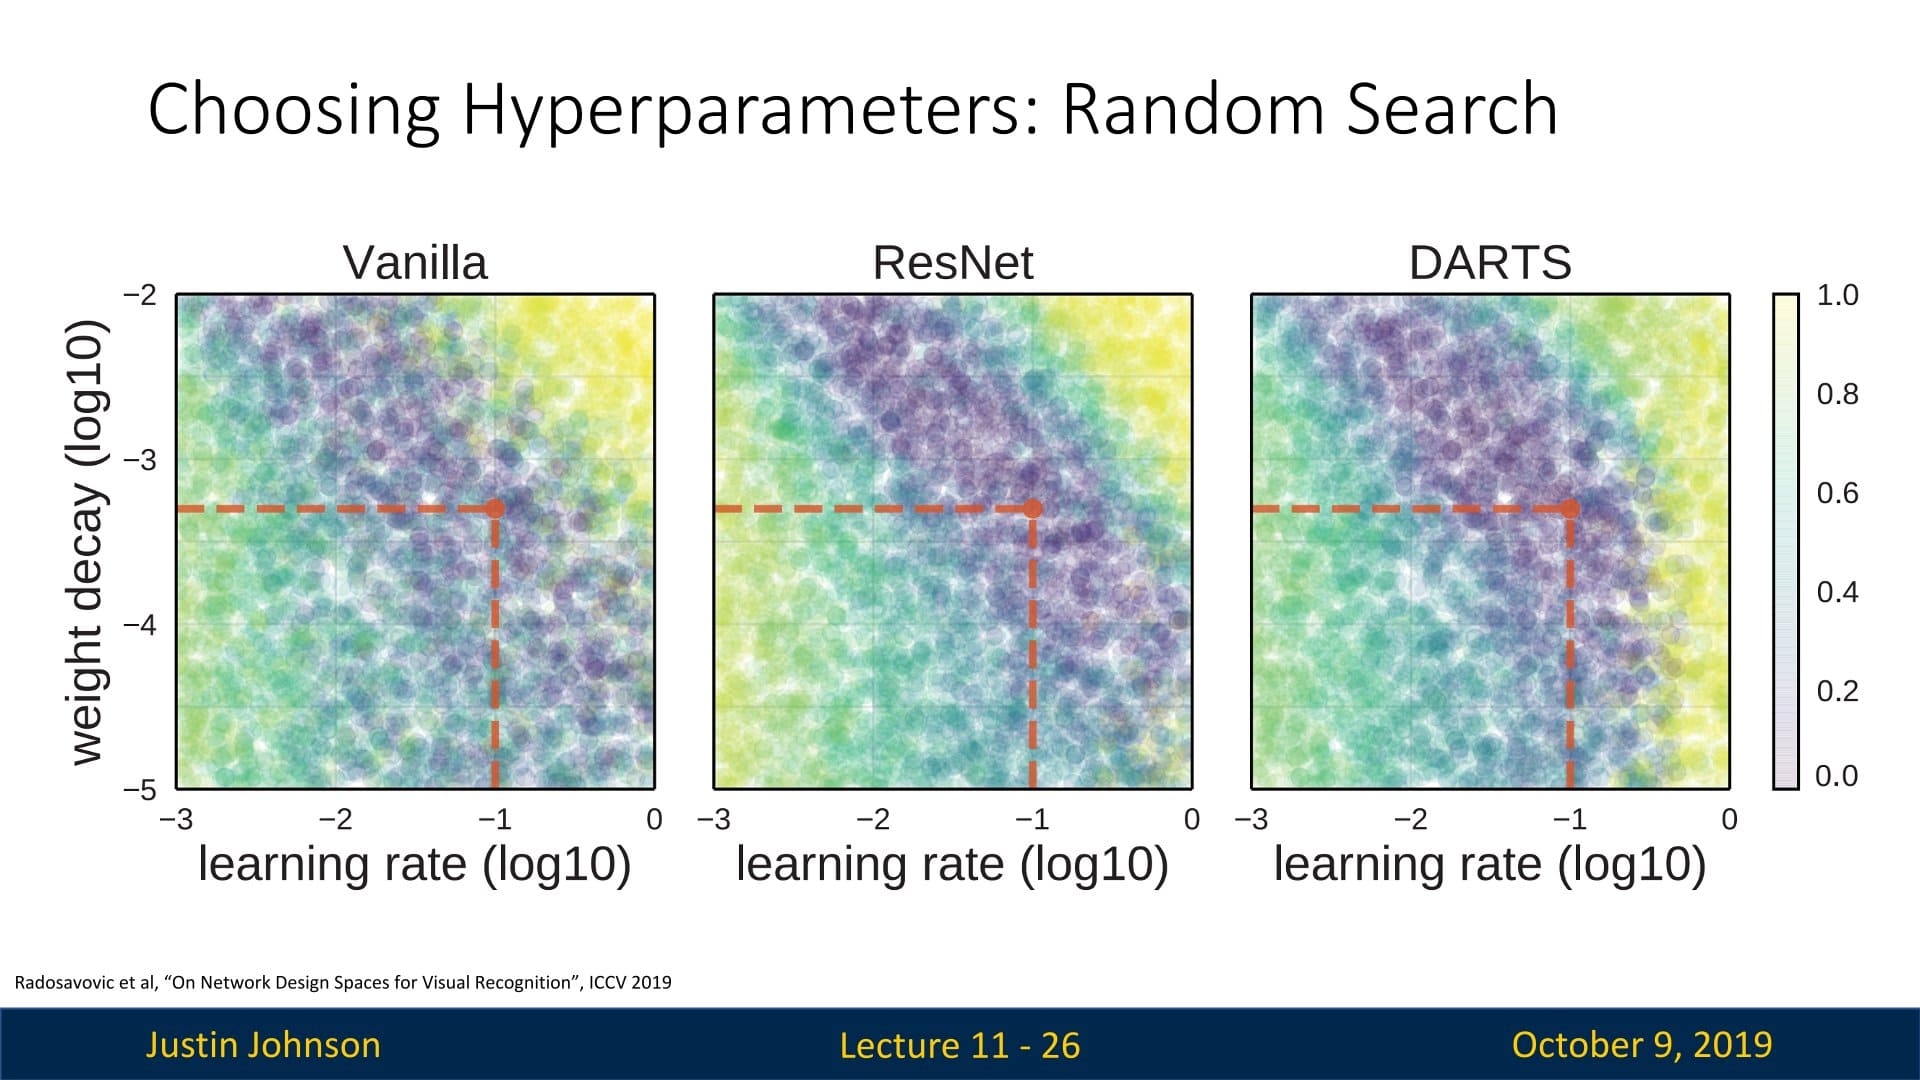 Choosing Hyperparameters: Random Search
Vanilla
ResNet
DARTS
weight decay (log10)
−2
−3
−4
−5
−3 −2 −1 0
−3 −2 −1 0
−3 −2 −1 0
learning rate (log10)
learning rate (log10)
learning rate (log10)
1.0
0.8
0.6
0.4
0.2
0.0
Radosavovic et al, “On Network Design Spaces for Visual Recognition”, ICCV 2019
Justin Johnson
Lecture 11 - 26
October 9, 2019